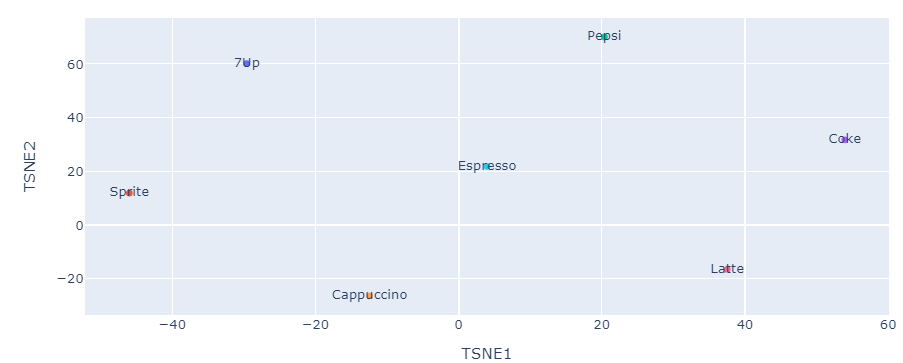 Pepsi
7Up
60
40
Coke
TSNE2
20
Espresso
Sprite
0
Latte
−20
Cappuccino
−40
−20
0
20
40
60
TSNE1